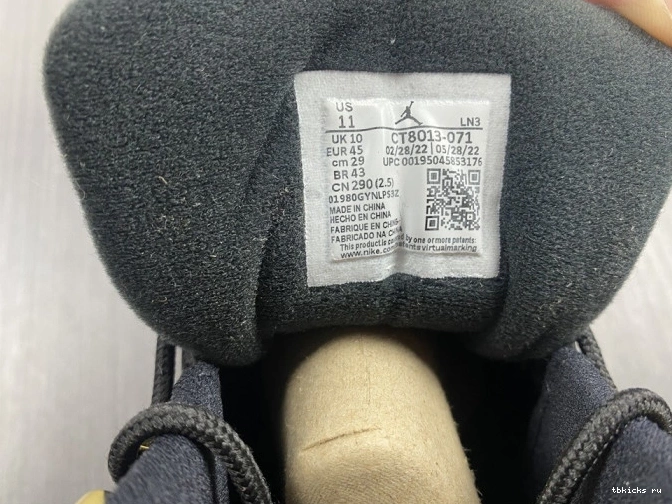 US
11 LN3
UK 10 CT8013-071
EUR 45 02/28/22 | 05/28/22
cm 29 UPC 00195045853176
BR 43
CN 290 (2.5)
01980GYNLPS3Z
MADE IN CHINA
HECHO EN CHINA
FABRIQUE EN CHINE
FABRICADO NA CHINA
This product is covered by one or more patents:
www.nike.com/patentsvirtualmarking
tbkicks ru